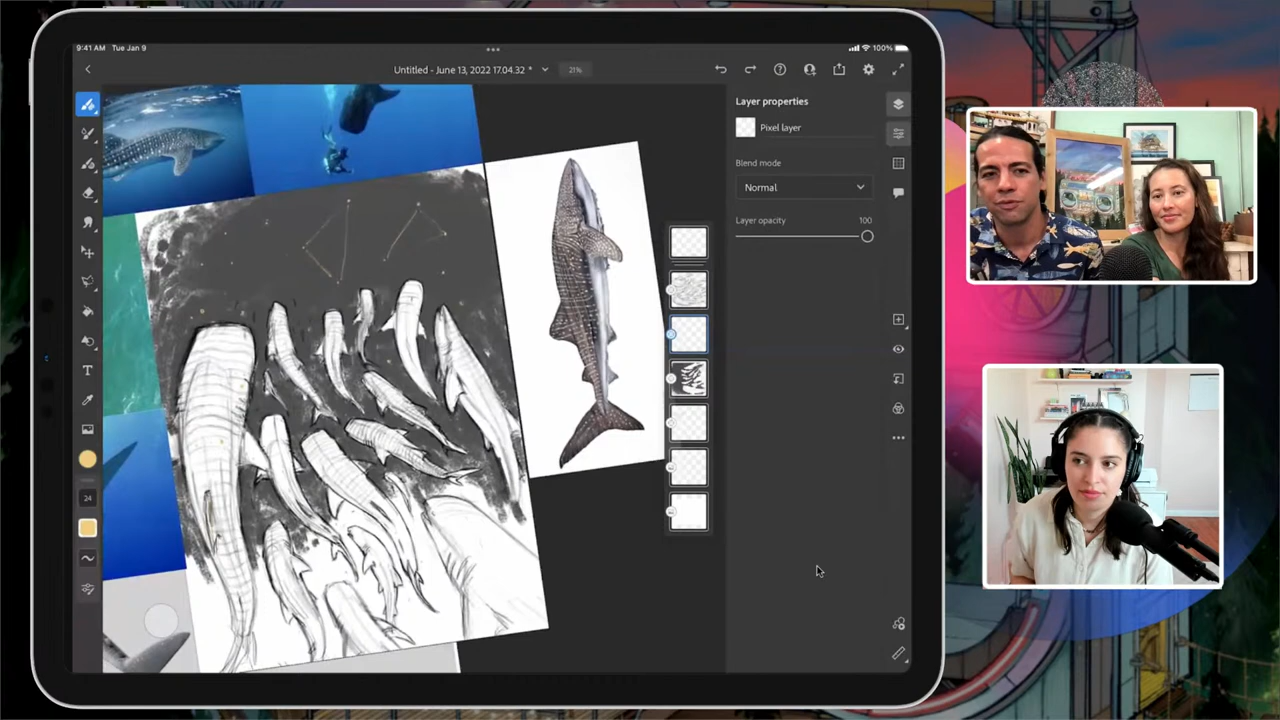 9:41 AM Tue Jan 9
100%
Untitled - June 13, 2022 17.04.32 *
21%
Layer properties
Pixel layer
Blend mode
Normal
Layer opacity 100
T
24